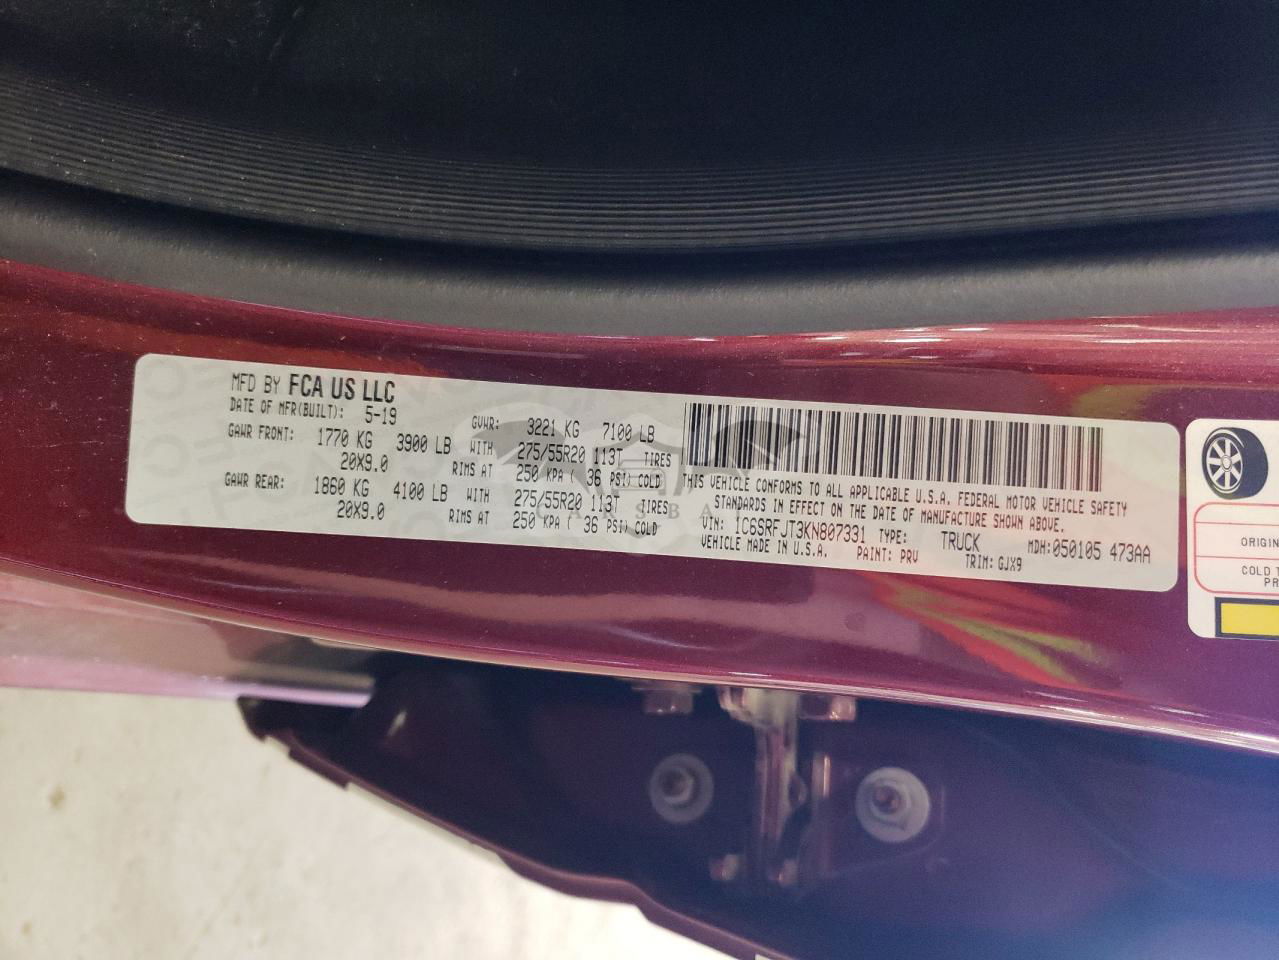 MFD BY FCA US LLC
DATE OF MFR(BUILT): 5-19 GVWR: 3221 KG 7100 LB
GAWR FRONT: 1770 KG 3900 LB WITH 275/55R20 113T TIRES
20X9.0 RIMS AT 250 KPA ( 36 PSI) COLD
GAWR REAR: 1860 KG 4100 LB WITH 275/55R20 113T TIRES
20X9.0 RIMS AT 250 KPA ( 36 PSI) COLD
THIS VEHICLE CONFORMS TO ALL APPLICABLE U.S.A. FEDERAL MOTOR VEHICLE SAFETY
STANDARDS IN EFFECT ON THE DATE OF MANUFACTURE SHOWN ABOVE.
VIN: 1C6SRFJT3KN807331 TYPE: TRUCK MDH:050105 473AA
VEHICLE MADE IN U.S.A. PAINT: PRV TRIM: GJX9
COLD